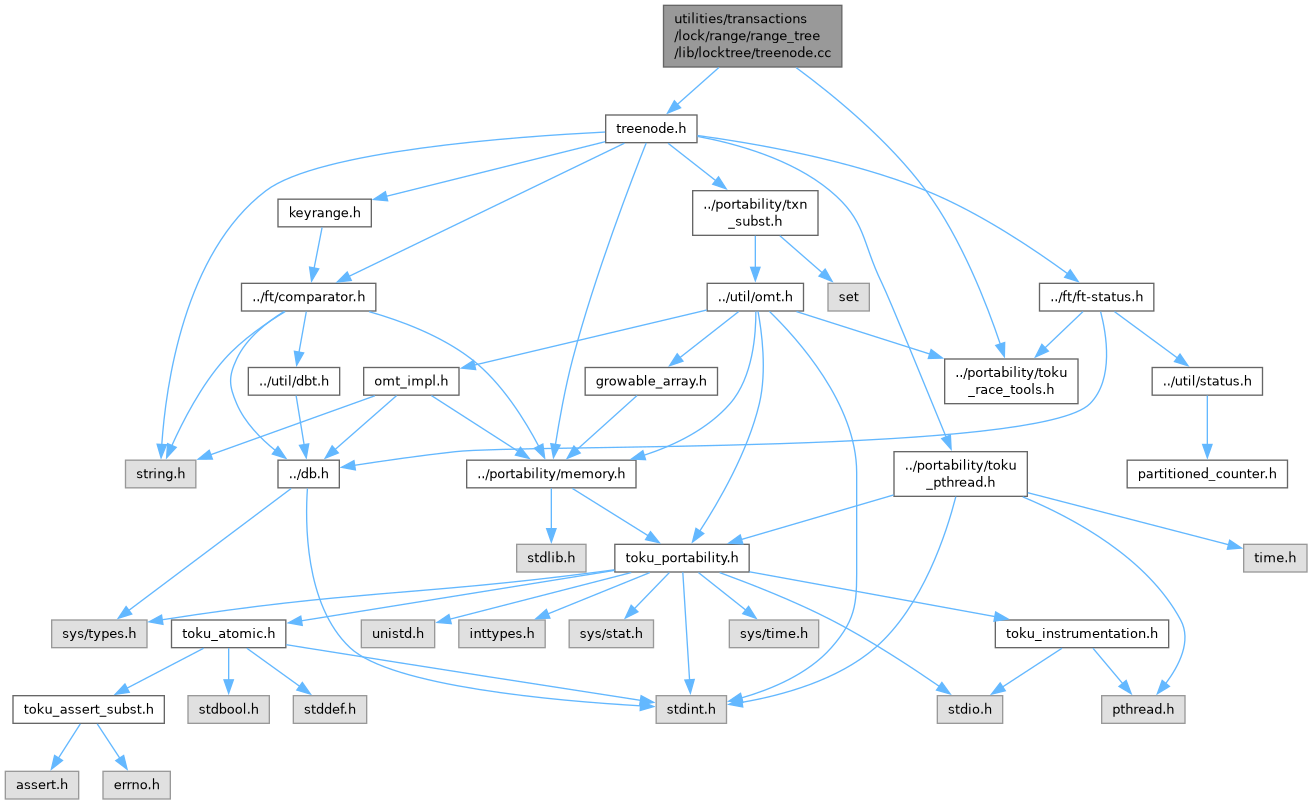 utilities/transactions
/lock/range/range_tree
/lib/locktree/treenode.cc
treenode.h
keyrange.h
../portability/txn
_subst.h
../ft/comparator.h
../util/omt.h
set
../ft/ft-status.h
../util/dbt.h
omt_impl.h
growable_array.h
../portability/toku
_race_tools.h
../util/status.h
string.h
../db.h
../portability/memory.h
../portability/toku
_pthread.h
partitioned_counter.h
stdlib.h
toku_portability.h
time.h
sys/types.h
toku_atomic.h
unistd.h
inttypes.h
sys/stat.h
sys/time.h
toku_instrumentation.h
toku_assert_subst.h
stdbool.h
stddef.h
stdint.h
stdio.h
pthread.h
assert.h
errno.h